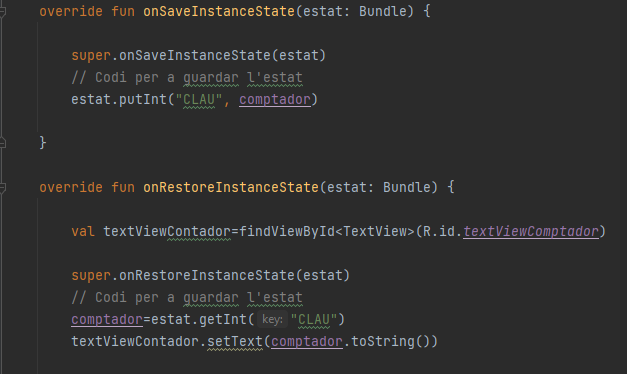 override fun onSaveInstanceState(estat: Bundle) {
super.onSaveInstanceState(estat)
// Codi per a guardar l'estat
estat.putInt("CLAU", comptador)
}
override fun onRestoreInstanceState(estat: Bundle) {
val textViewContador=findViewById<TextView>(R.id.textViewComptador)
super.onRestoreInstanceState(estat)
// Codi per a guardar l'estat
comptador=estat.getInt( key: "CLAU")
textViewContador.setText(comptador.toString())